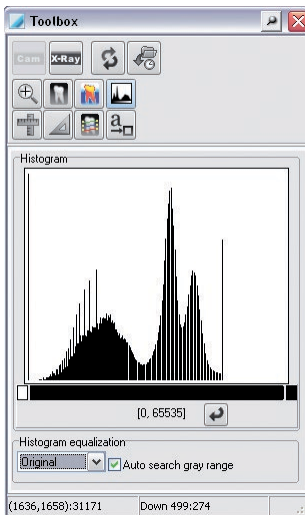 Toolbox
Cam X-Ray
a
Histogram
[0, 65535]
Histogram equalization
Original Auto search gray range
(1636,1658):31171 Down 499:274